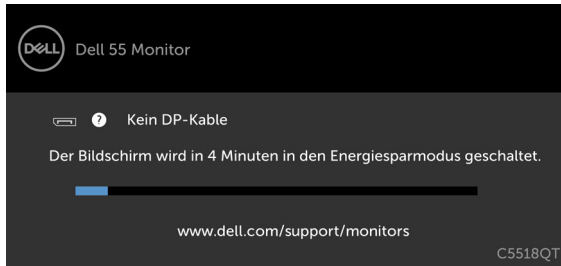 DELL
Dell 55 Monitor
? Kein DP-Kable
Der Bildschirm wird in 4 Minuten in den Energiesparmodus geschaltet.
www.dell.com/support/monitors
C5518QT